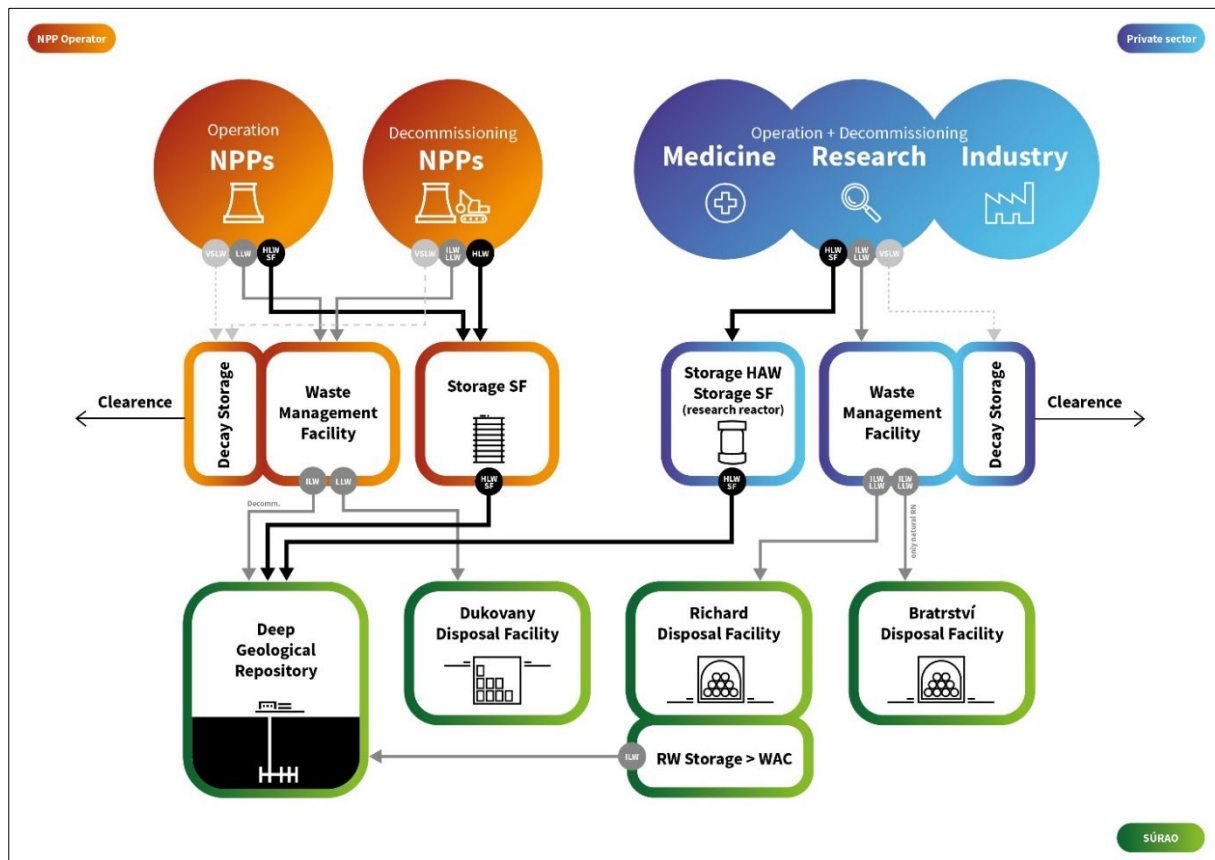 NPP Operator
Private sector
Operation
NPPs
Decommissioning
NPPs
Operation + Decommissioning
Medicine
Research
Industry
VSLW
LLW
HLW
SF
VSLW
ILW
LLW
HLW
HLW
SF
ILW
LLW
VSLW
Clearence
Decay Storage
Waste
Management
Facility
Storage SF
Storage HAW
Storage SF
(research reactor)
Waste
Management
Facility
Decay Storage
Clearence
ILW
LLW
HLW
SF
HLW
SF
ILW
LLW
ILW
LLW
Decomm.
only natural RN
Deep
Geological
Repository
Dukovany
Disposal Facility
Richard
Disposal Facility
Bratrství
Disposal Facility
ILW
RW Storage > WAC
SÚRAO